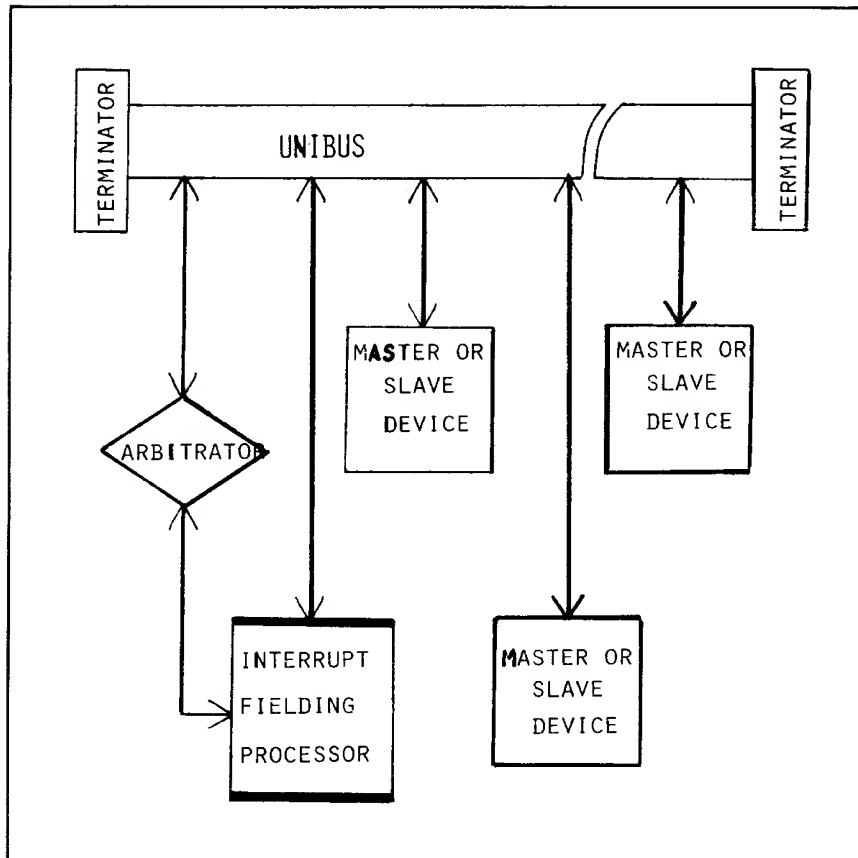 TERMINATOR
UNIBUS
TERMINATOR
MASTER OR
SLAVE
DEVICE
MASTER OR
SLAVE
DEVICE
ARBITRATOR
INTERRUPT
FIELDING
PROCESSOR
MASTER OR
SLAVE
DEVICE